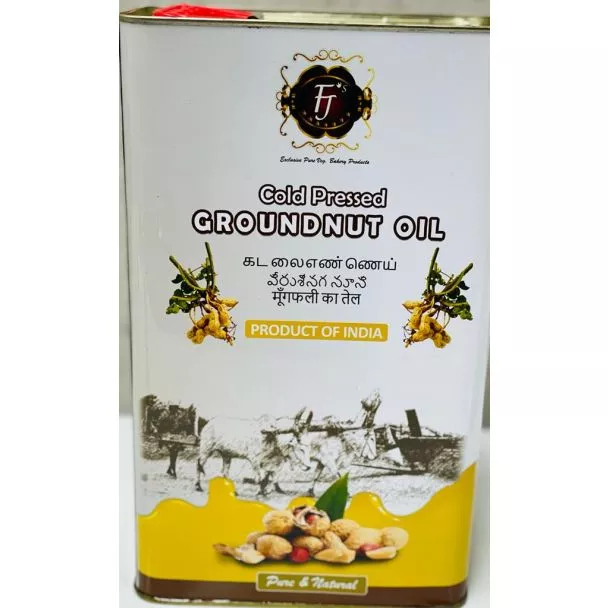 FJ's
Exclusive Pure Veg. Bakery Products
Cold Pressed
GROUNDNUT OIL
கடலைஎண்ணெய்
వేరుశీనగ నూనె
मूँगफली का तेल
PRODUCT OF INDIA
Pure & Natural